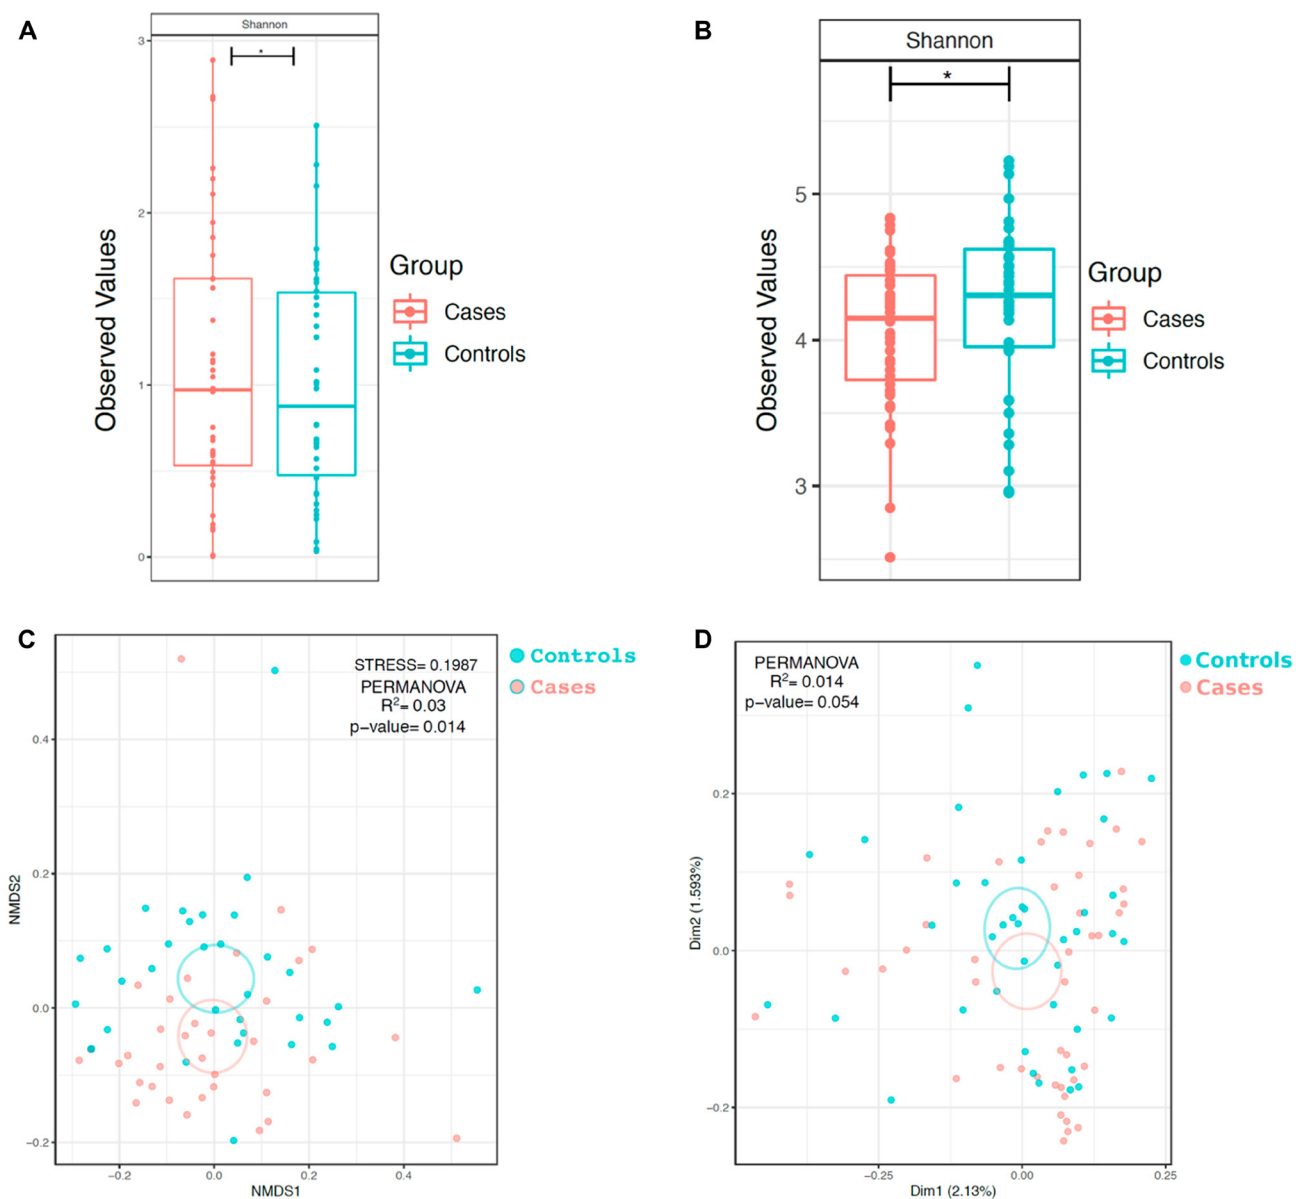 A
Shannon
*
3
2
1
0
Observed Values
Group
Cases
Controls
B
Shannon
*
5
4
3
Observed Values
Group
Cases
Controls
C
STRESS= 0.1987
PERMANOVA
R²= 0.03
p-value= 0.014
Controls
Cases
0.4
0.2
0.0
−0.2
NMDS2
−0.2
0.0
0.2
0.4
NMDS1
D
PERMANOVA
R²= 0.014
p-value= 0.054
Controls
Cases
0.2
0.0
−0.2
Dim2 (1.593%)
−0.25
0.00
0.25
Dim1 (2.13%)